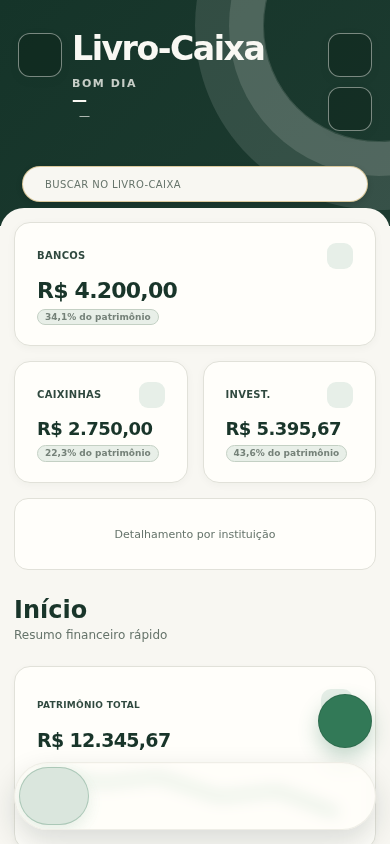 Livro-Caixa
BOM DIA
—
—
BUSCAR NO LIVRO-CAIXA
BANCOS
R$ 4.200,00
34,1% do patrimônio
CAIXINHAS
R$ 2.750,00
22,3% do patrimônio
INVEST.
R$ 5.395,67
43,6% do patrimônio
Detalhamento por instituição
Início
Resumo financeiro rápido
PATRIMÔNIO TOTAL
R$ 12.345,67